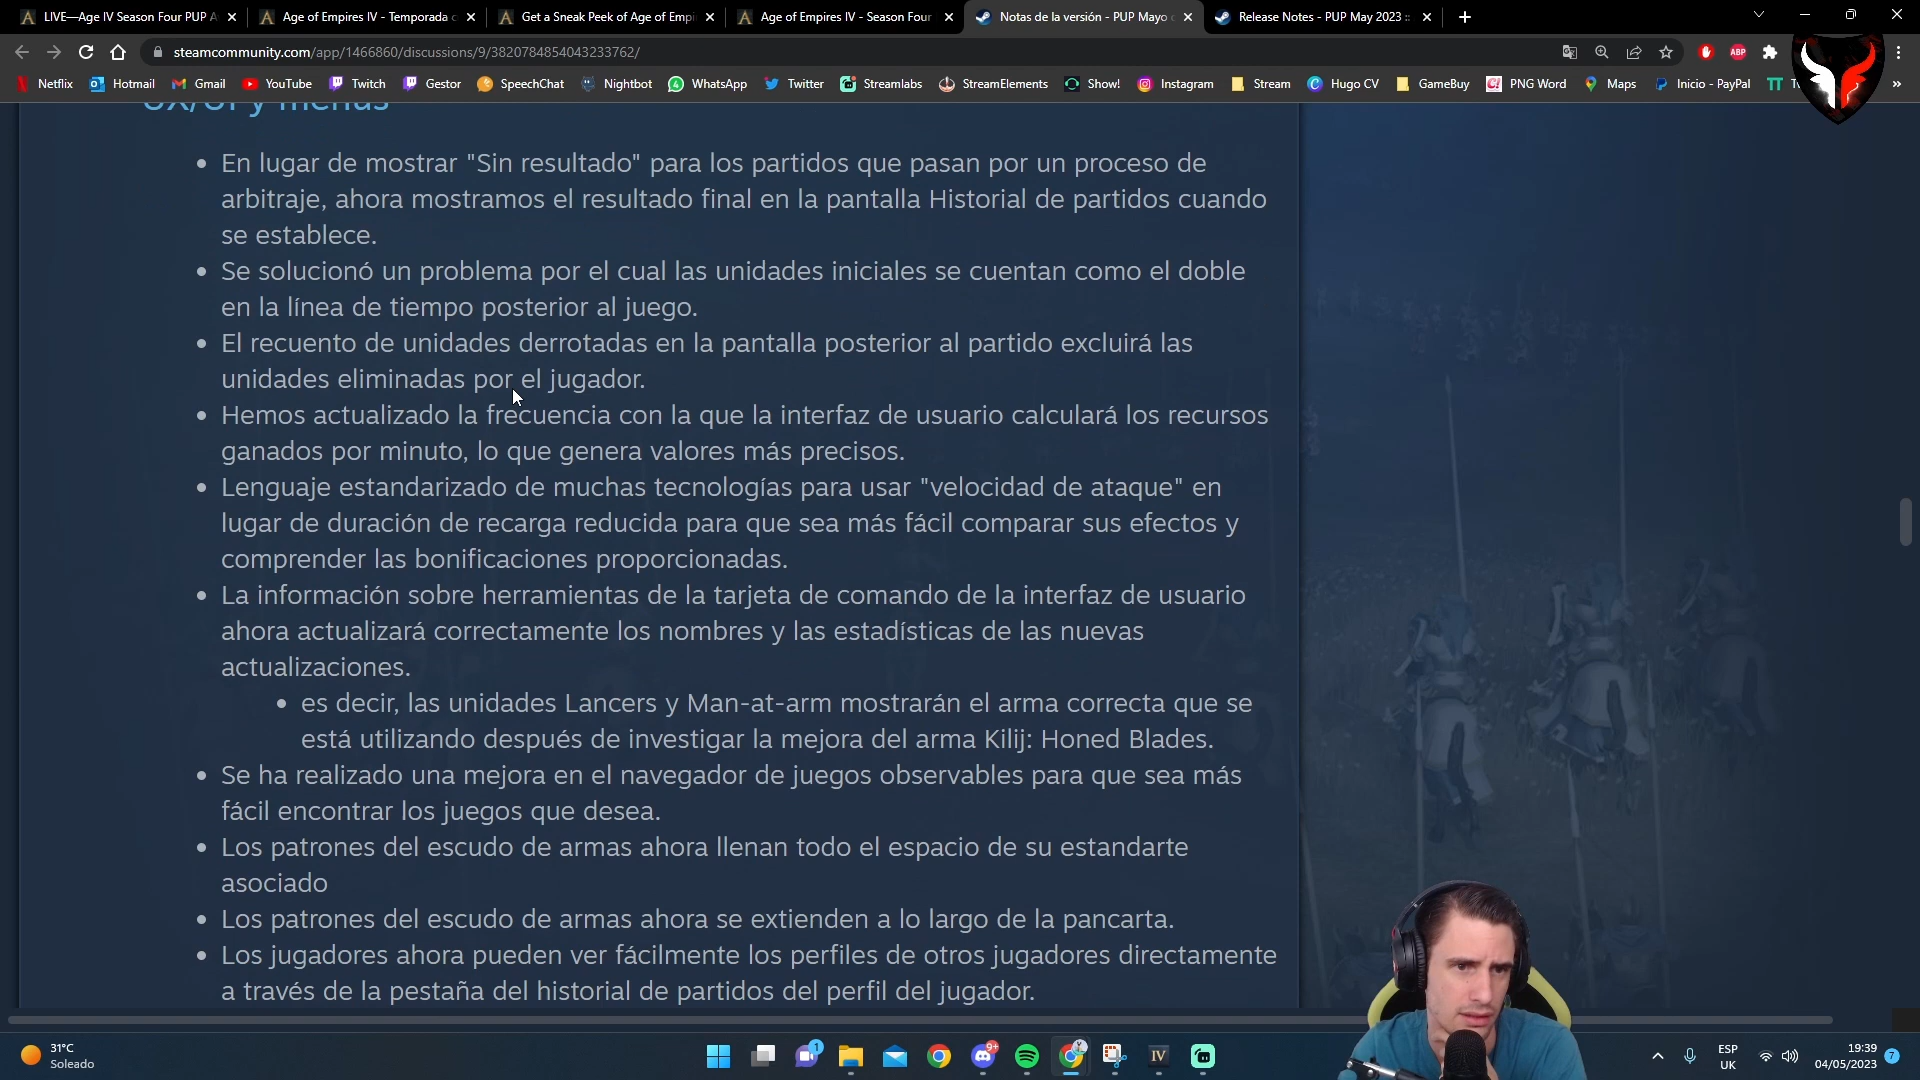 LIVE—Age IV Season Four PUP A
Age of Empires IV - Temporada c
Get a Sneak Peek of Age of Empi
Age of Empires IV - Season Four
Notas de la versión - PUP Mayo
Release Notes - PUP May 2023 ::
steamcommunity.com/app/1466860/discussions/9/3820784854043233762/
ABP
Netflix Hotmail Gmail YouTube Twitch Gestor SpeechChat Nightbot WhatsApp Twitter Streamlabs StreamElements Show! Instagram Stream Hugo CV GameBuy PNG Word Maps Inicio - PayPal
UX/UI y menús
En lugar de mostrar "Sin resultado" para los partidos que pasan por un proceso de
arbitraje, ahora mostramos el resultado final en la pantalla Historial de partidos cuando
se establece.
Se solucionó un problema por el cual las unidades iniciales se cuentan como el doble
en la línea de tiempo posterior al juego.
El recuento de unidades derrotadas en la pantalla posterior al partido excluirá las
unidades eliminadas por el jugador.
Hemos actualizado la frecuencia con la que la interfaz de usuario calculará los recursos
ganados por minuto, lo que genera valores más precisos.
Lenguaje estandarizado de muchas tecnologías para usar "velocidad de ataque" en
lugar de duración de recarga reducida para que sea más fácil comparar sus efectos y
comprender las bonificaciones proporcionadas.
La información sobre herramientas de la tarjeta de comando de la interfaz de usuario
ahora actualizará correctamente los nombres y las estadísticas de las nuevas
actualizaciones.
es decir, las unidades Lancers y Man-at-arm mostrarán el arma correcta que se
está utilizando después de investigar la mejora del arma Kilij: Honed Blades.
Se ha realizado una mejora en el navegador de juegos observables para que sea más
fácil encontrar los juegos que desea.
Los patrones del escudo de armas ahora llenan todo el espacio de su estandarte
asociado
Los patrones del escudo de armas ahora se extienden a lo largo de la pancarta.
Los jugadores ahora pueden ver fácilmente los perfiles de otros jugadores directamente
a través de la pestaña del historial de partidos del perfil del jugador.
31°C
Soleado
1
9+
IV
ESP
UK
19:39
04/05/2023
7